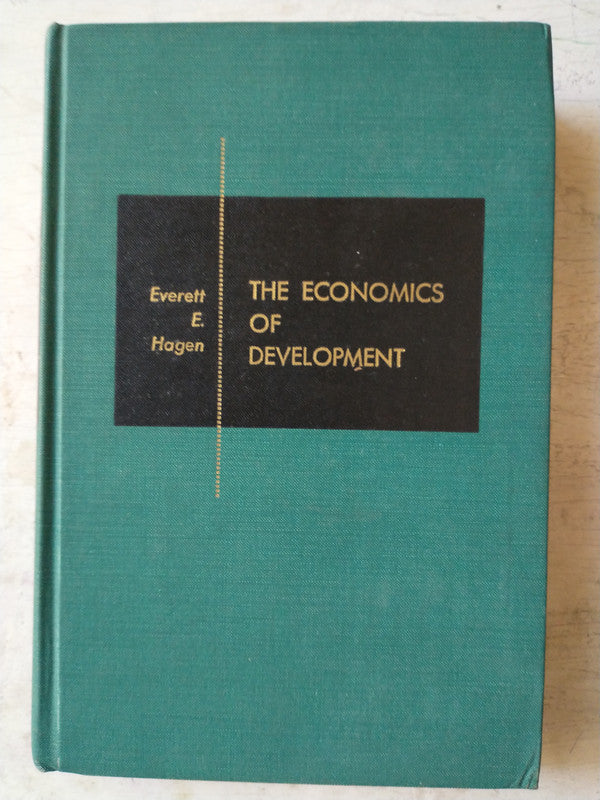 Everett
E.
Hagen
THE ECONOMICS
OF
DEVELOPMENT